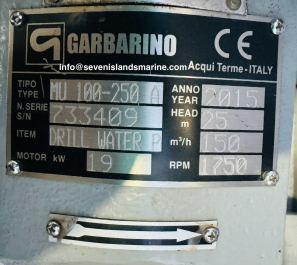 GARBARINO CE
info@sevenislandsmarine.com
Acqui Terme - ITALY
TIPO TYPE MU 100-250 A ANNO YEAR 2015
N. SERIE S/N 733409 HEAD m 25
ITEM DRILL WATER P m³/h 150
MOTOR kW 19 RPM 1750